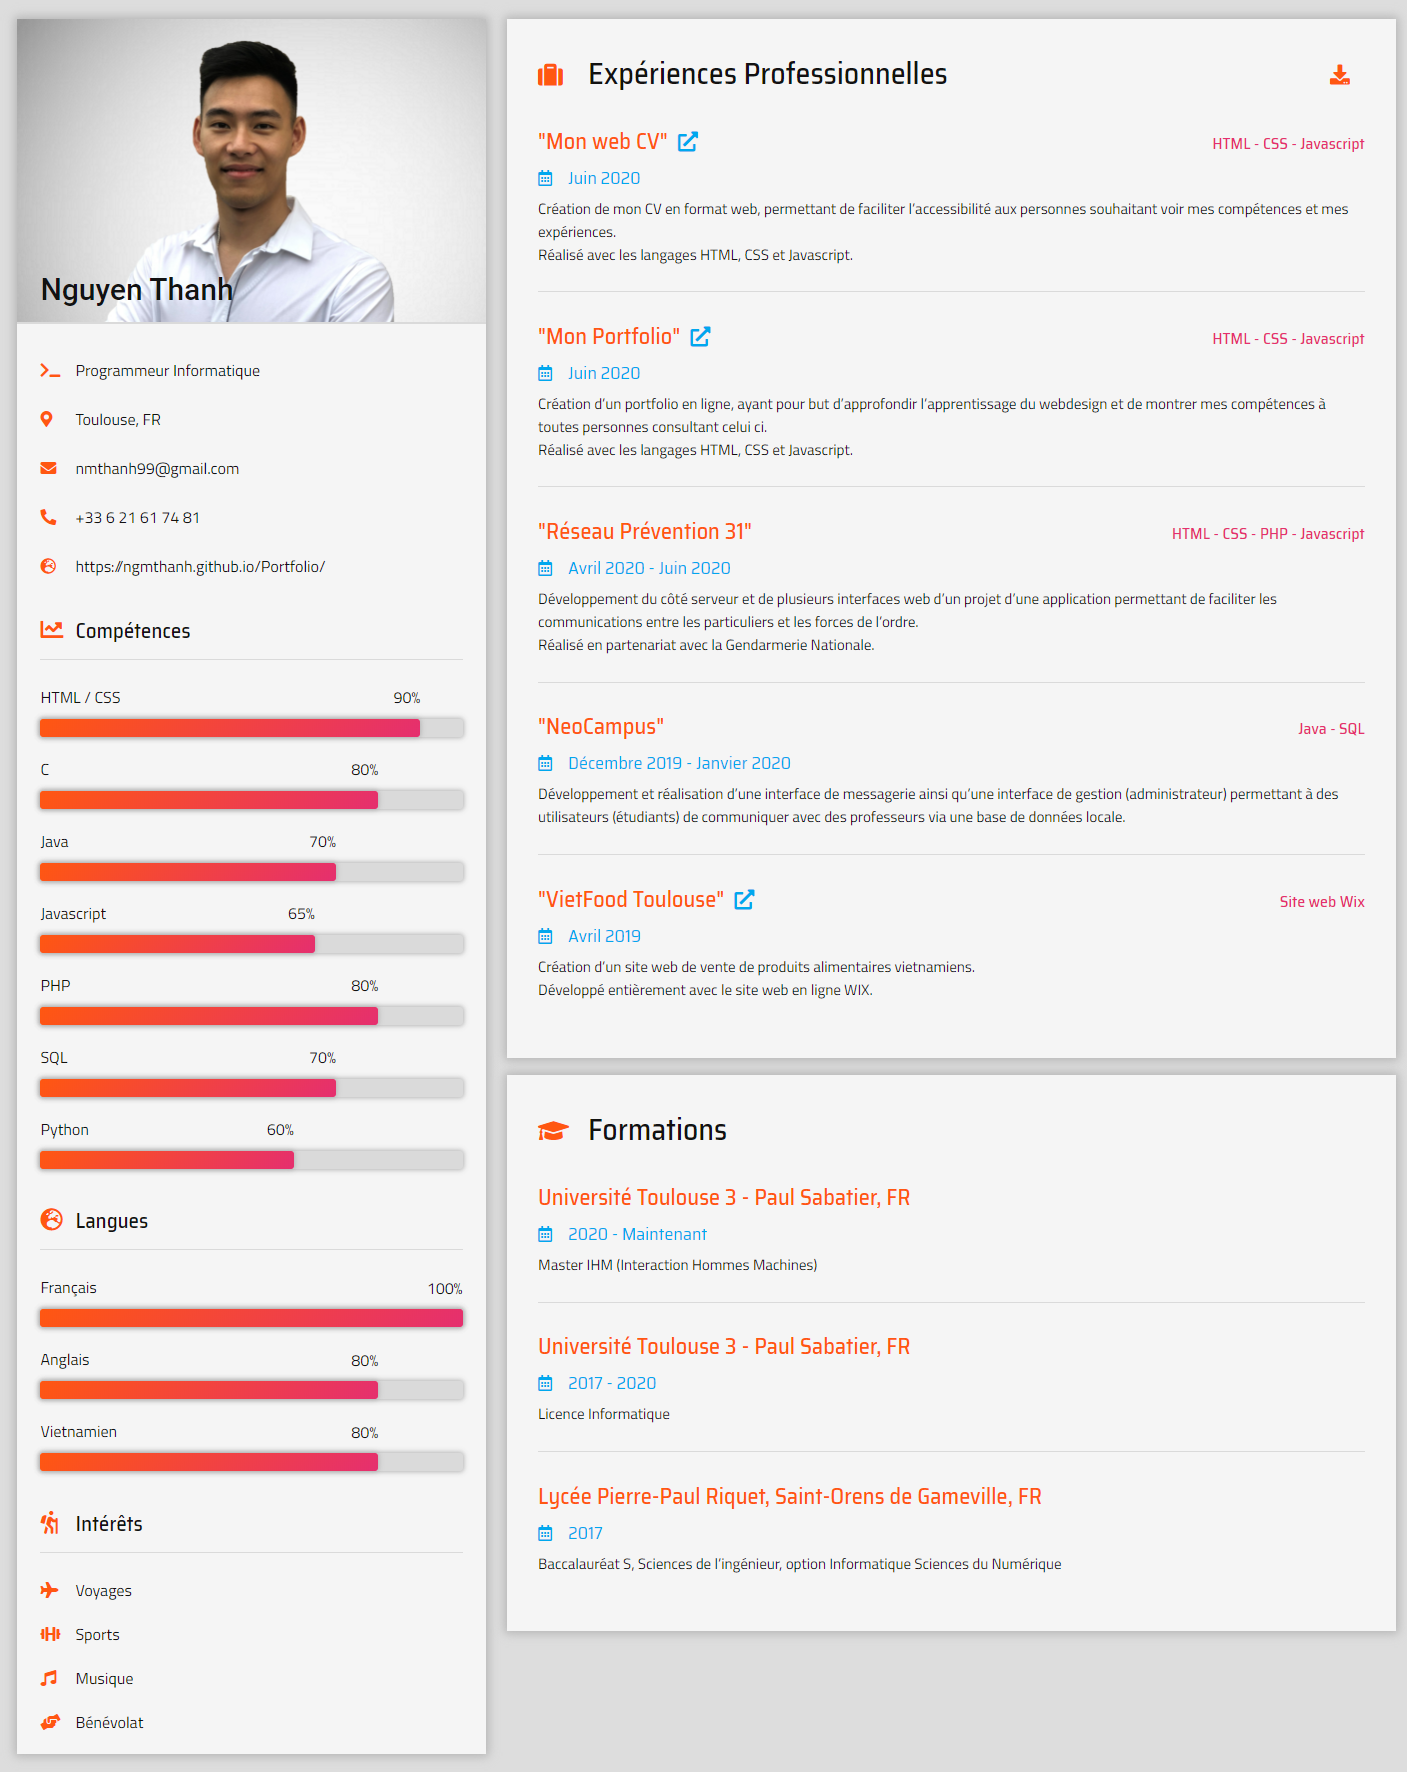 Nguyen Thanh
Programmeur Informatique
Toulouse, FR
nmthanh99@gmail.com
+33 6 21 61 74 81
https://ngmthanh.github.io/Portfolio/
Compétences
HTML / CSS 90%
C 80%
Java 70%
Javascript 65%
PHP 80%
SQL 70%
Python 60%
Langues
Français 100%
Anglais 80%
Vietnamien 80%
Intérêts
Voyages
Sports
Musique
Bénévolat
Expériences Professionnelles
"Mon web CV" HTML - CSS - Javascript
Juin 2020
Création de mon CV en format web, permettant de faciliter l'accessibilité aux personnes souhaitant voir mes compétences et mes
expériences.
Réalisé avec les langages HTML, CSS et Javascript.
"Mon Portfolio" HTML - CSS - Javascript
Juin 2020
Création d'un portfolio en ligne, ayant pour but d'approfondir l'apprentissage du webdesign et de montrer mes compétences à
toutes personnes consultant celui ci.
Réalisé avec les langages HTML, CSS et Javascript.
"Réseau Prévention 31" HTML - CSS - PHP - Javascript
Avril 2020 - Juin 2020
Développement du côté serveur et de plusieurs interfaces web d'un projet d'une application permettant de faciliter les
communications entre les particuliers et les forces de l'ordre.
Réalisé en partenariat avec la Gendarmerie Nationale.
"NeoCampus" Java - SQL
Décembre 2019 - Janvier 2020
Développement et réalisation d'une interface de messagerie ainsi qu'une interface de gestion (administrateur) permettant à des
utilisateurs (étudiants) de communiquer avec des professeurs via une base de données locale.
"VietFood Toulouse" Site web Wix
Avril 2019
Création d'un site web de vente de produits alimentaires vietnamiens.
Développé entièrement avec le site web en ligne WIX.
Formations
Université Toulouse 3 - Paul Sabatier, FR
2020 - Maintenant
Master IHM (Interaction Hommes Machines)
Université Toulouse 3 - Paul Sabatier, FR
2017 - 2020
Licence Informatique
Lycée Pierre-Paul Riquet, Saint-Orens de Gameville, FR
2017
Baccalauréat S, Sciences de l'ingénieur, option Informatique Sciences du Numérique